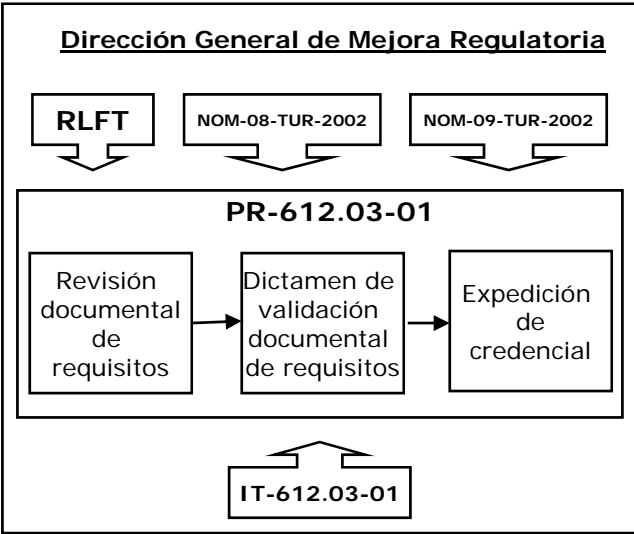 Dirección General de Mejora Regulatoria
RLFT
NOM-08-TUR-2002
NOM-09-TUR-2002
PR-612.03-01
Revisión
documental
de
requisitos
Dictamen de
validación
documental
de requisitos
Expedición
de
credencial
IT-612.03-01